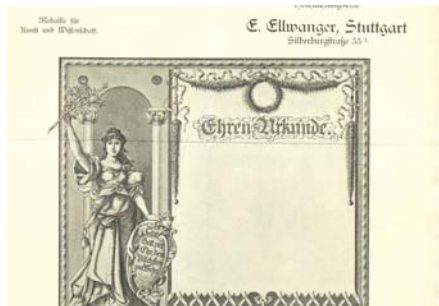 Medaille für
Kunst und Wissenschaft.
E. Ellwanger, Stuttgart
Silberburgstraße 55
Ehren-Urkunde.